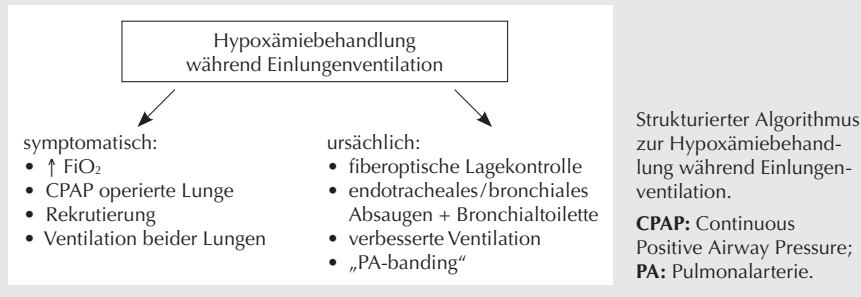 Hypoxämiebehandlung
während Einlungenventilation
symptomatisch:
• ↑ FiO₂
• CPAP operierte Lunge
• Rekrutierung
• Ventilation beider Lungen
ursächlich:
• fiberoptische Lagekontrolle
• endotracheales/bronchiales
Absaugen + Bronchialtoilette
• verbesserte Ventilation
• „PA-banding“
Strukturierter Algorithmus
zur Hypoxämiebehand-
lung während Einlungen-
ventilation.
CPAP: Continuous
Positive Airway Pressure;
PA: Pulmonalarterie.